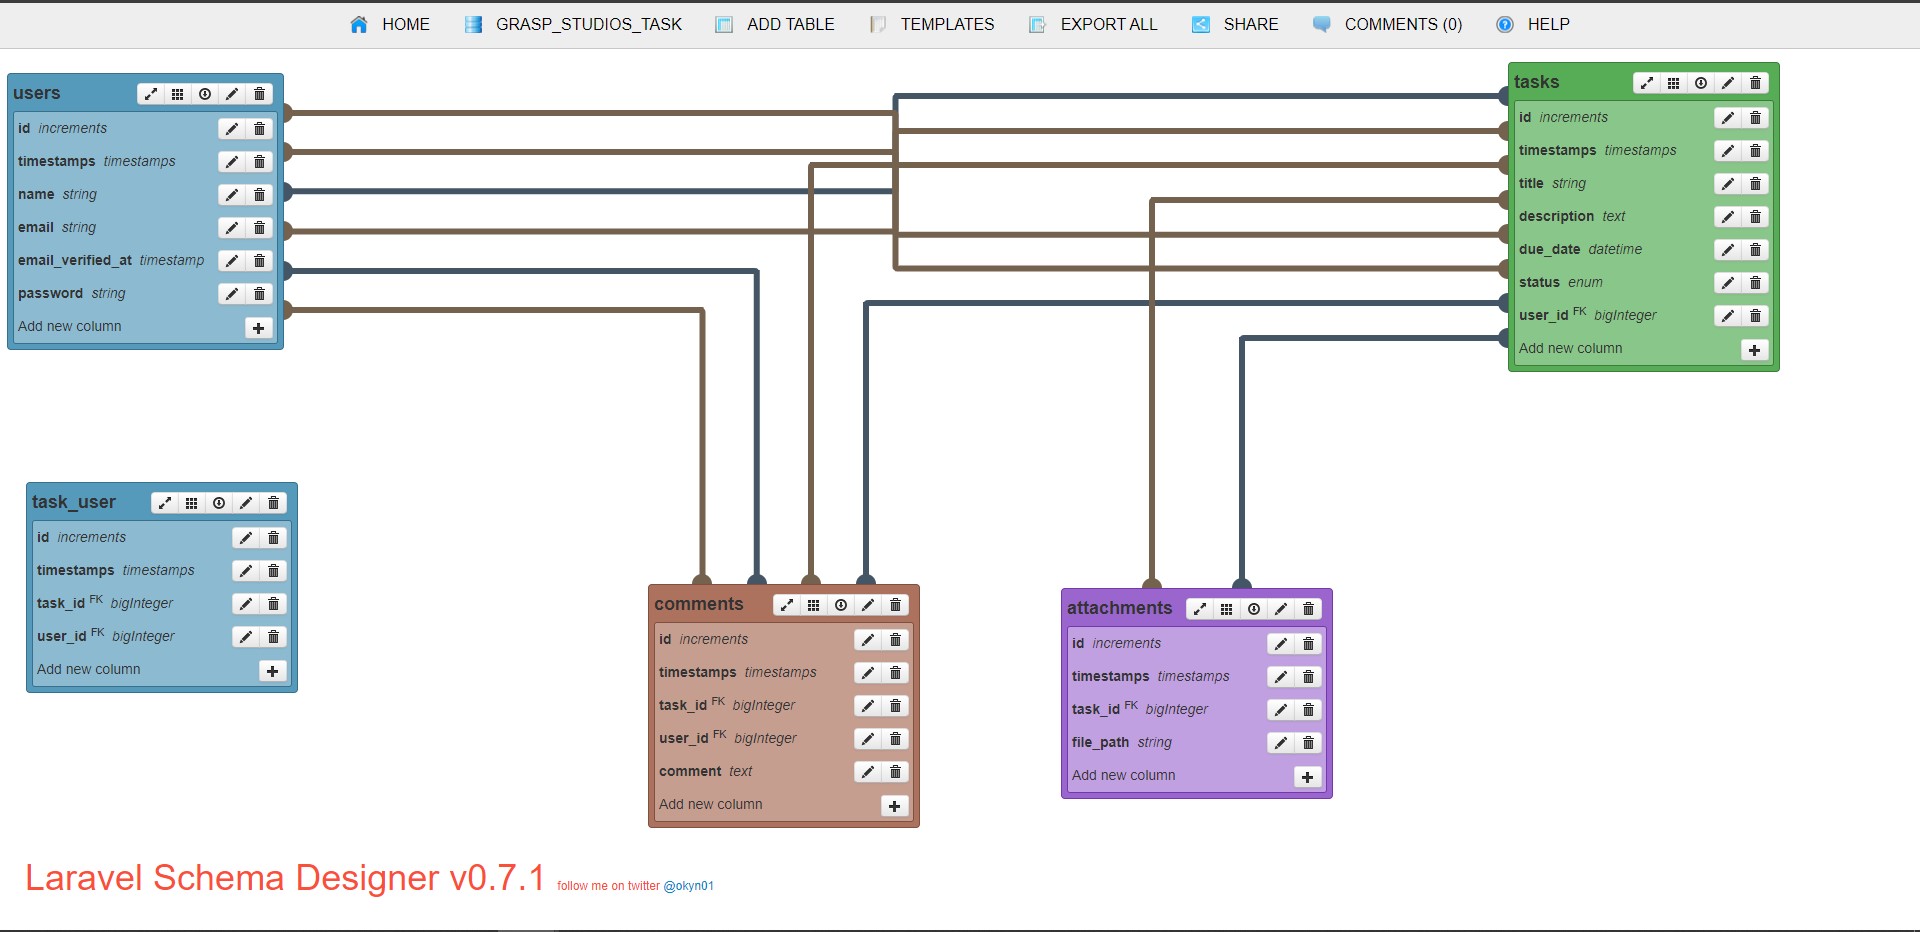 HOME GRASP_STUDIOS_TASK ADD TABLE TEMPLATES EXPORT ALL SHARE COMMENTS (0) HELP
users
id increments
timestamps timestamps
name string
email string
email_verified_at timestamp
password string
Add new column
tasks
id increments
timestamps timestamps
title string
description text
due_date datetime
status enum
user_id FK bigInteger
Add new column
task_user
id increments
timestamps timestamps
task_id FK bigInteger
user_id FK bigInteger
Add new column
comments
id increments
timestamps timestamps
task_id FK bigInteger
user_id FK bigInteger
comment text
Add new column
attachments
id increments
timestamps timestamps
task_id FK bigInteger
file_path string
Add new column
Laravel Schema Designer v0.7.1 follow me on twitter @okyn01